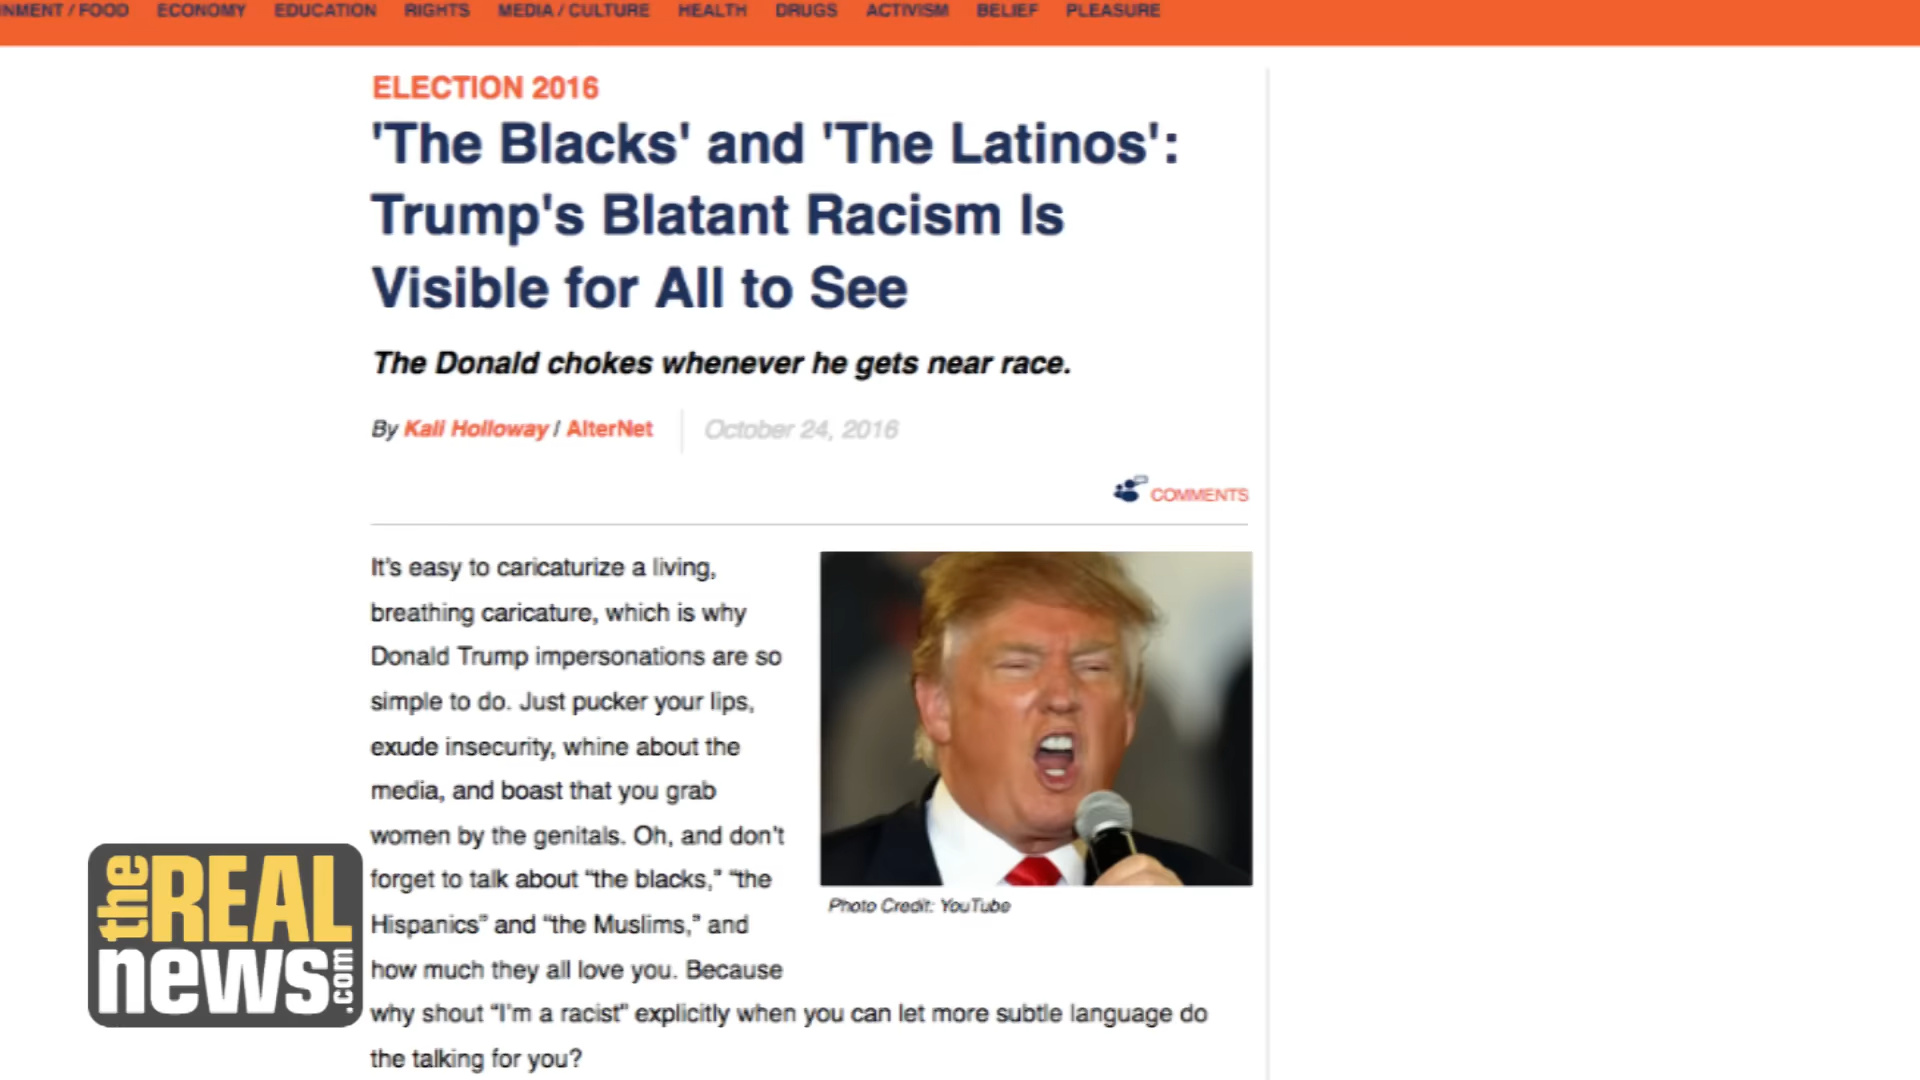 NMENT / FOOD ECONOMY EDUCATION RIGHTS MEDIA / CULTURE HEALTH DRUGS ACTIVISM BELIEF PLEASURE
ELECTION 2016
'The Blacks' and 'The Latinos':
Trump's Blatant Racism Is
Visible for All to See
The Donald chokes whenever he gets near race.
By Kali Holloway / AlterNet October 24, 2016
COMMENTS
It's easy to caricaturize a living,
breathing caricature, which is why
Donald Trump impersonations are so
simple to do. Just pucker your lips,
exude insecurity, whine about the
media, and boast that you grab
women by the genitals. Oh, and don't
forget to talk about “the blacks,” “the
Hispanics” and “the Muslims,” and
how much they all love you. Because
why shout “I'm a racist” explicitly when you can let more subtle language do
the talking for you?
Photo Credit: YouTube
the REAL
news.com